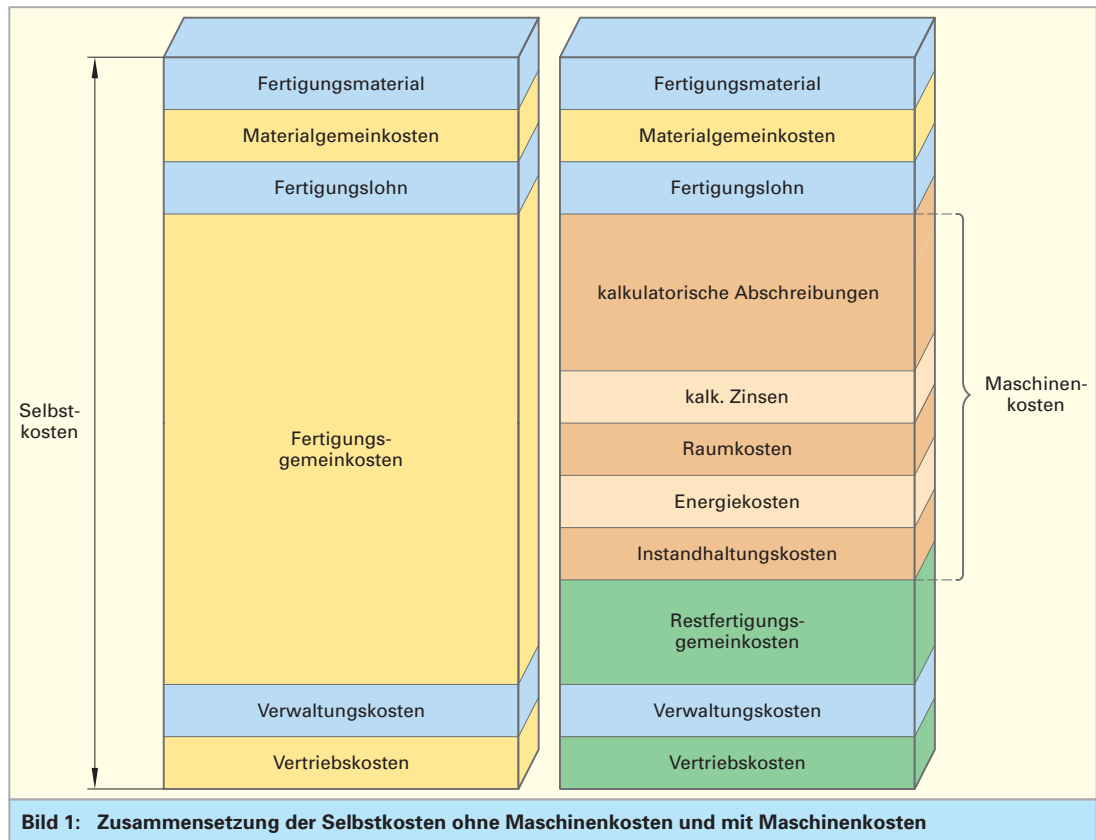 Fertigungsmaterial
Materialgemeinkosten
Fertigungslohn
Fertigungs-
gemeinkosten
Verwaltungskosten
Vertriebskosten
Selbst-
kosten
Fertigungsmaterial
Materialgemeinkosten
Fertigungslohn
kalkulatorische Abschreibungen
kalk. Zinsen
Raumkosten
Energiekosten
Instandhaltungskosten
Restfertigungs-
gemeinkosten
Verwaltungskosten
Vertriebskosten
Maschinen-
kosten
Bild 1: Zusammensetzung der Selbstkosten ohne Maschinenkosten und mit Maschinenkosten